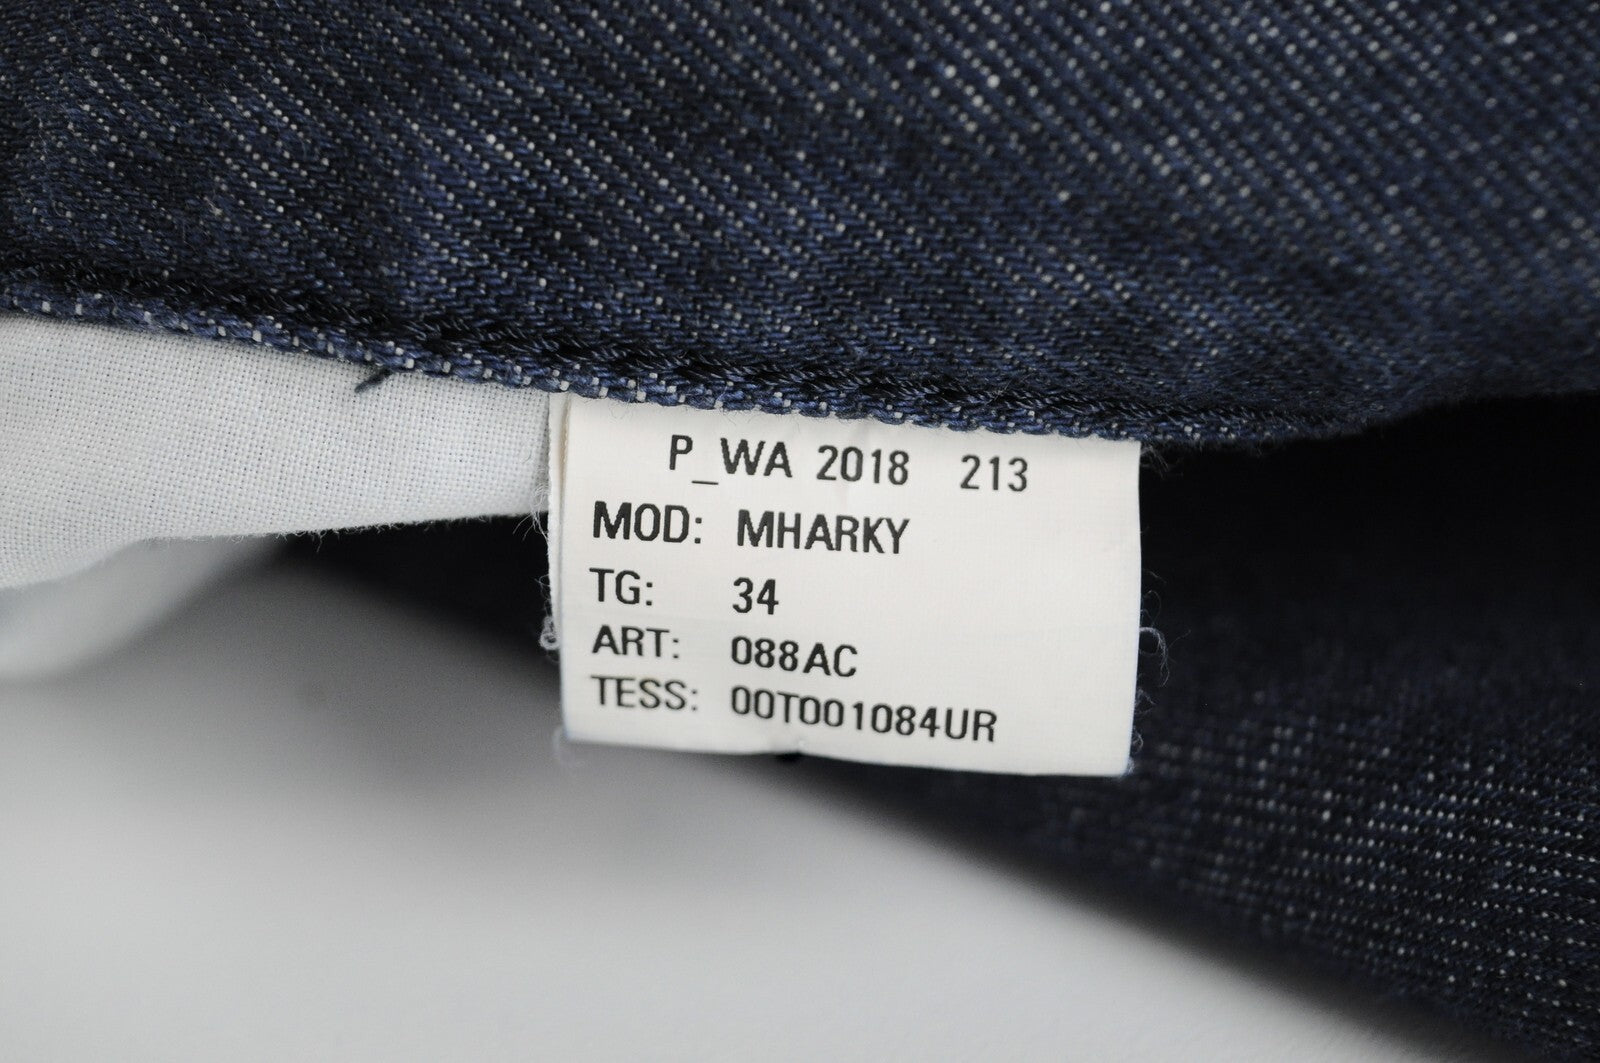 P_WA 2018 213
MOD: MHARKY
TG: 34
ART: 088AC
TESS: 00T001084UR